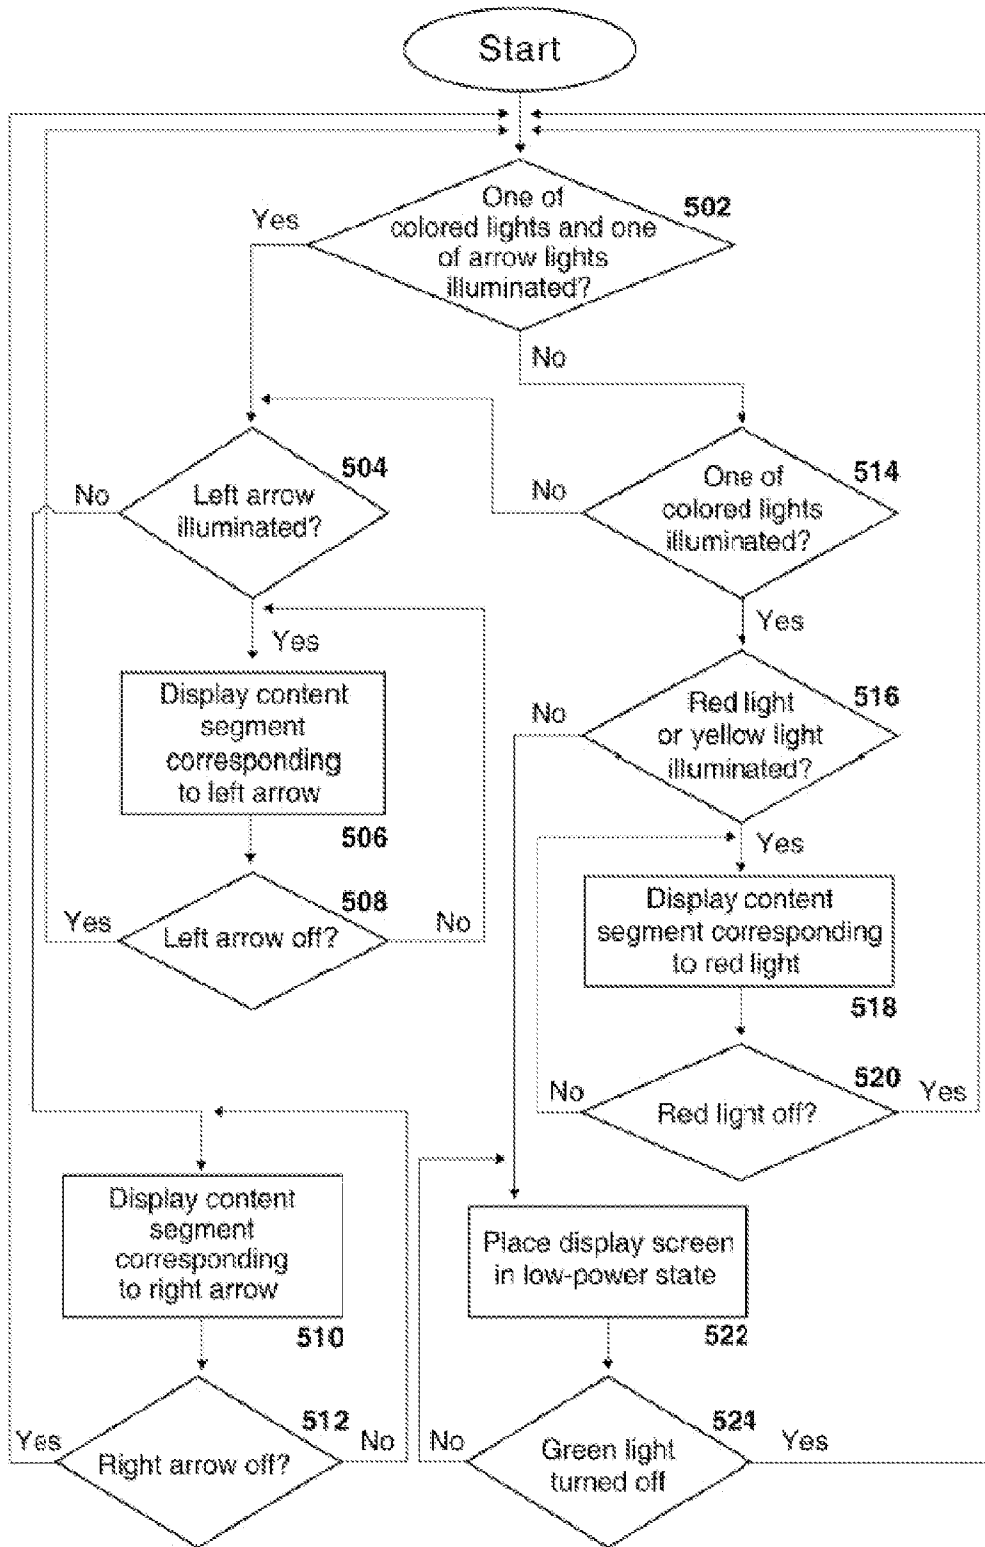 Start
One of
colored lights and one
of arrow lights
illuminated?
502
Yes
No
Left arrow
illuminated?
504
No
Yes
One of
colored lights
illuminated?
514
No
Yes
Display content
segment
corresponding
to left arrow
506
Red light
or yellow light
illuminated?
516
No
Yes
Left arrow off?
508
Yes
No
Display content
segment corresponding
to red light
518
Red light off?
520
No
Yes
Display content
segment
corresponding
to right arrow
510
Place display screen
in low-power state
522
Right arrow off?
512
Yes
No
Green light
turned off
524
No
Yes